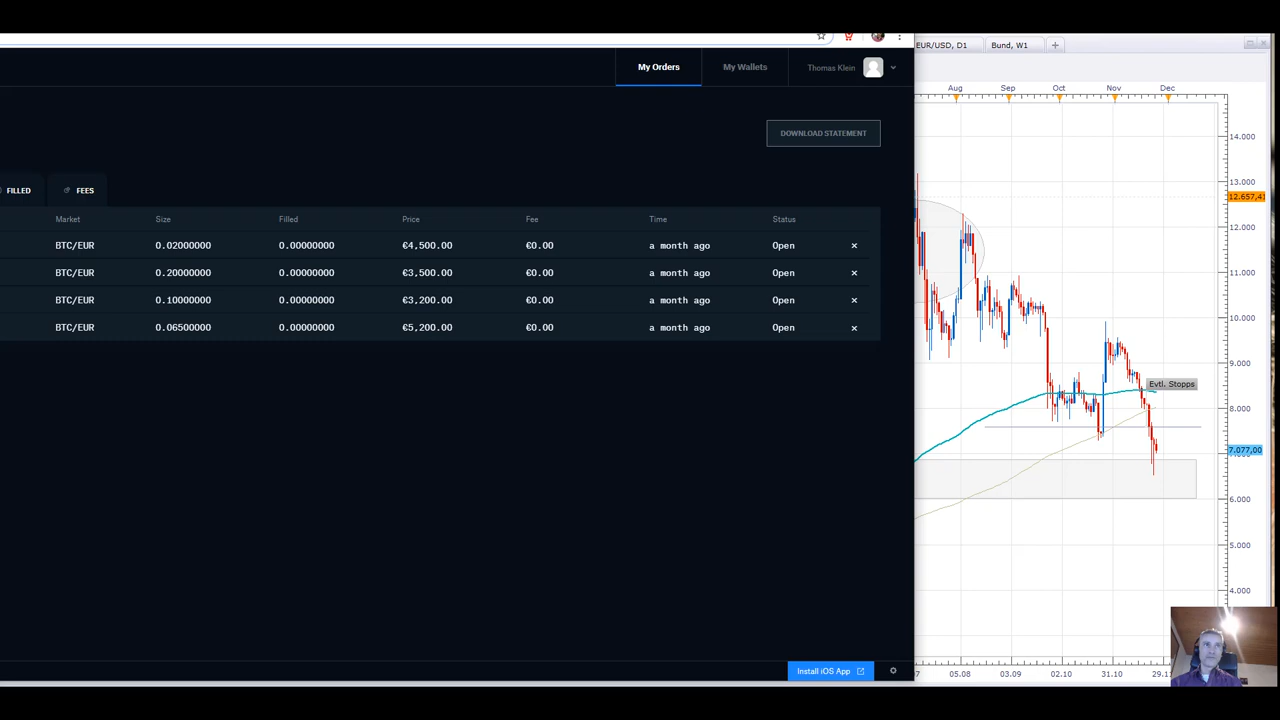 EUR/USD, D1
Bund, W1
My Orders
My Wallets
Thomas Klein
Aug
Sep
Oct
Nov
Dec
DOWNLOAD STATEMENT
14.000
FILLED
FEES
13.000
12.657,4
Market
Size
Filled
Price
Fee
Time
Status
12.000
BTC/EUR
0.02000000
0.00000000
€4,500.00
€0.00
a month ago
Open
BTC/EUR
0.20000000
0.00000000
€3,500.00
€0.00
a month ago
Open
11.000
BTC/EUR
0.10000000
0.00000000
€3,200.00
€0.00
a month ago
Open
10.000
BTC/EUR
0.06500000
0.00000000
€5,200.00
€0.00
a month ago
Open
9.000
Evtl. Stopps
8.000
7.077,00
6.000
5.000
4.000
Install iOS App
05.08
03.09
02.10
31.10
29.11